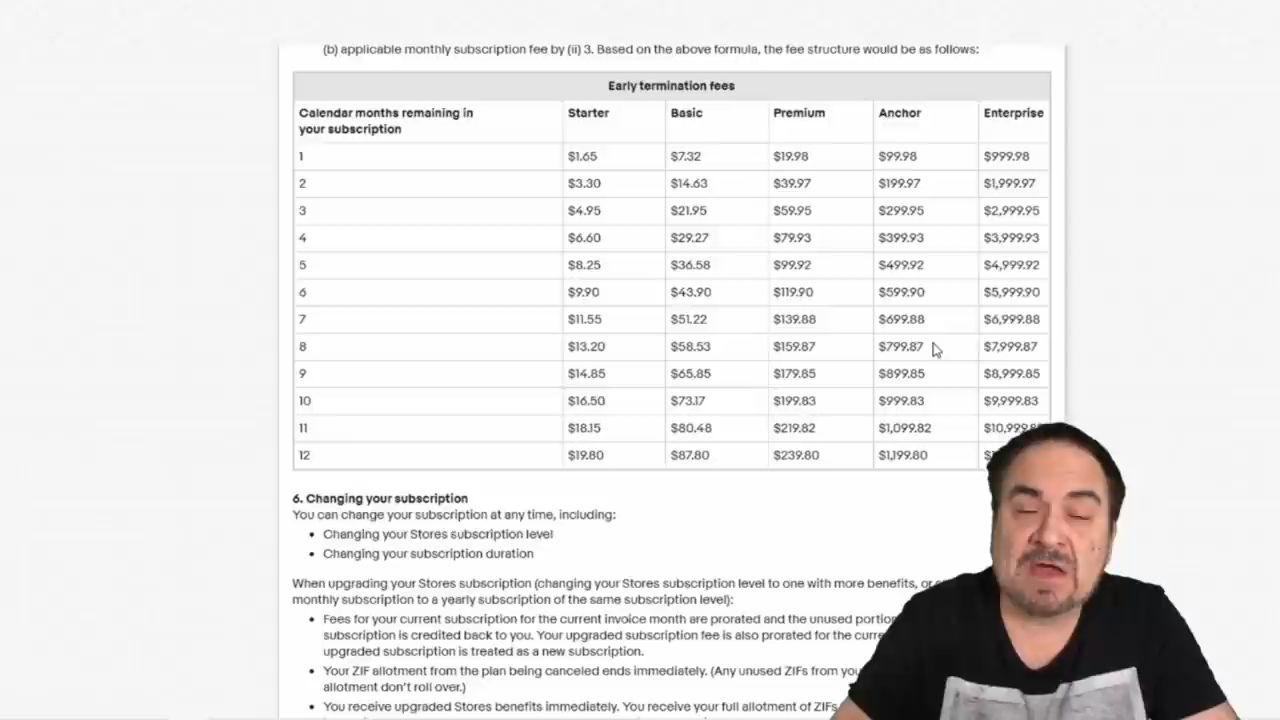 (b) applicable monthly subscription fee by (ii) 3. Based on the above formula, the fee structure would be as follows:
Early termination fees
Calendar months remaining in your subscription Starter Basic Premium Anchor Enterprise
1 $1.65 $7.32 $19.98 $99.98 $999.98
2 $3.30 $14.63 $39.97 $199.97 $1,999.97
3 $4.95 $21.95 $59.95 $299.95 $2,999.95
4 $6.60 $29.27 $79.93 $399.93 $3,999.93
5 $8.25 $36.58 $99.92 $499.92 $4,999.92
6 $9.90 $43.90 $119.90 $599.90 $5,999.90
7 $11.55 $51.22 $139.88 $699.88 $6,999.88
8 $13.20 $58.53 $159.87 $799.87 $7,999.87
9 $14.85 $65.85 $179.85 $899.85 $8,999.85
10 $16.50 $73.17 $199.83 $999.83 $9,999.83
11 $18.15 $80.48 $219.82 $1,099.82
12 $19.80 $87.80 $239.80 $1,199.80
6. Changing your subscription
You can change your subscription at any time, including:
• Changing your Stores subscription level
• Changing your subscription duration
When upgrading your Stores subscription (changing your Stores subscription level to one with more benefits,
monthly subscription to a yearly subscription of the same subscription level):
• Fees for your current subscription for the current invoice month are prorated and the unused
subscription is credited back to you. Your upgraded subscription fee is also prorated for the
upgraded subscription is treated as a new subscription.
• Your ZIF allotment from the plan being canceled ends immediately. (Any unused ZIFs from
allotment don't roll over.)
• You receive upgraded Stores benefits immediately. You receive your full allotment of ZIFs